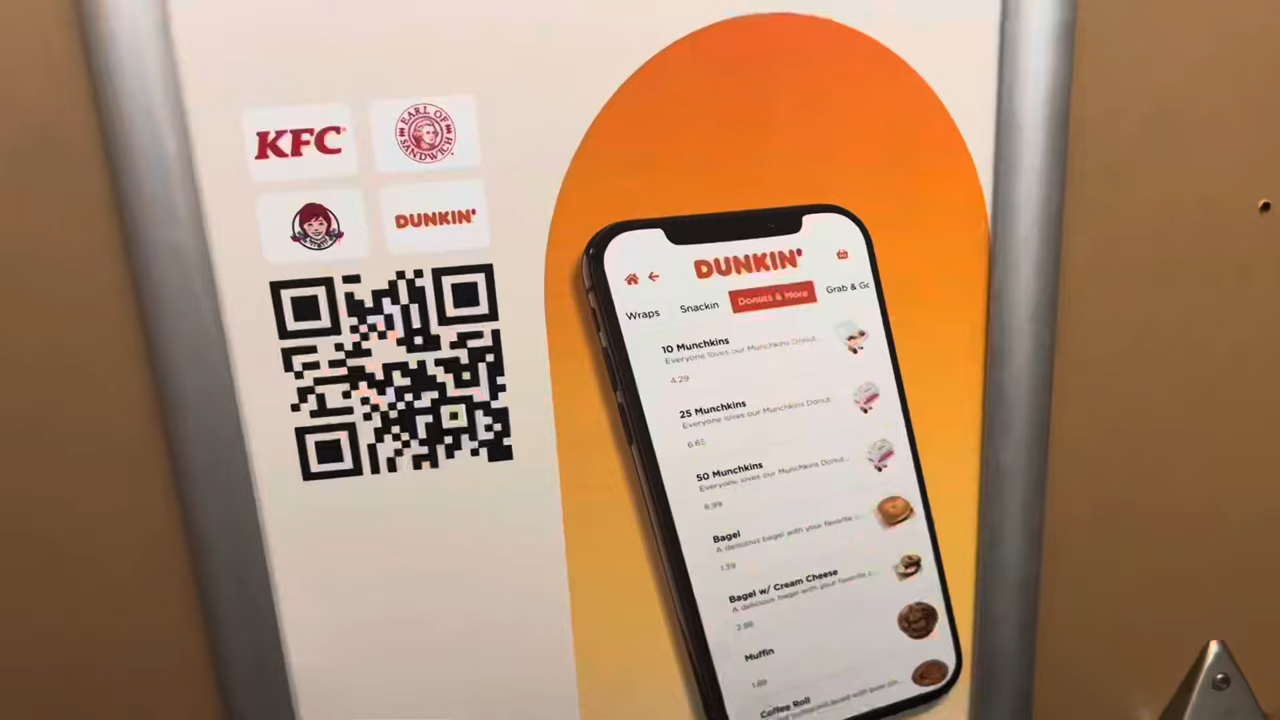 KFC
EARL OF SANDWICH
DUNKIN'
DUNKIN'
Wraps
Snackin
Donuts & More
Grab & Go
10 Munchkins
Everyone loves our Munchkins Donut...
4.29
25 Munchkins
Everyone loves our Munchkins Donut
6.65
50 Munchkins
Everyone loves our Munchkins Donut...
8.99
Bagel
A delicious bagel with your favorite c...
1.39
Bagel w/ Cream Cheese
A delicious bagel with your favorite c...
2.86
Muffin
1.69
Coffee Roll